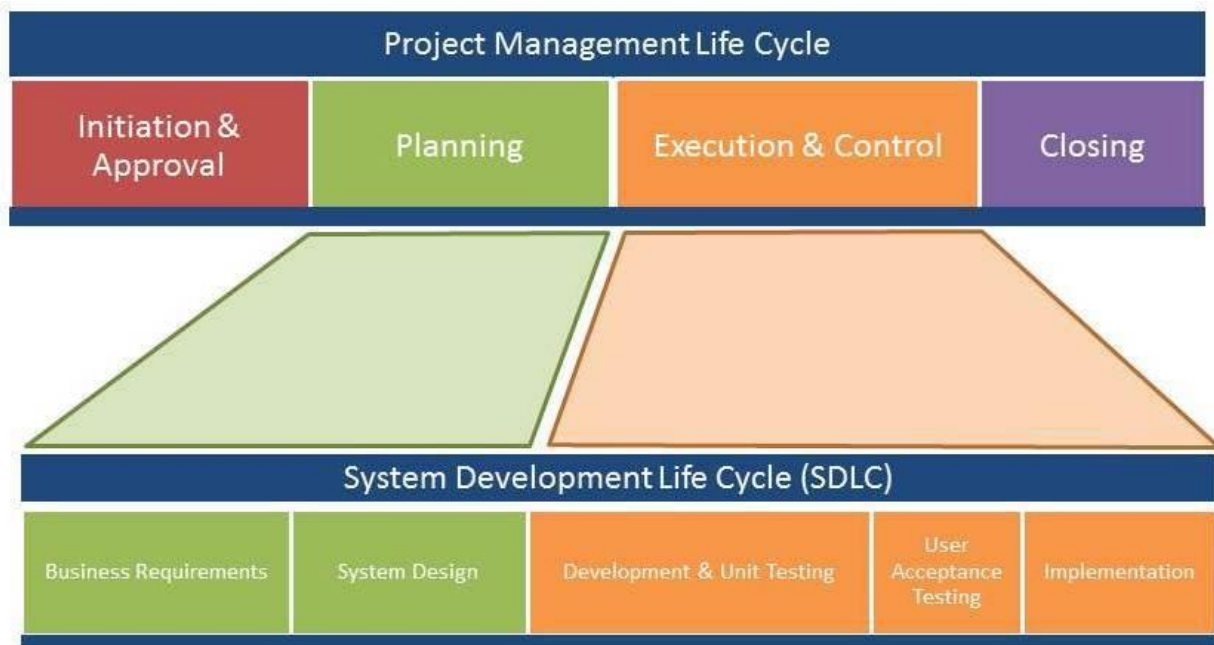 Project Management Life Cycle
Initiation &
Approval
Planning
Execution & Control
Closing
System Development Life Cycle (SDLC)
Business Requirements
System Design
Development & Unit Testing
User
Acceptance
Testing
Implementation